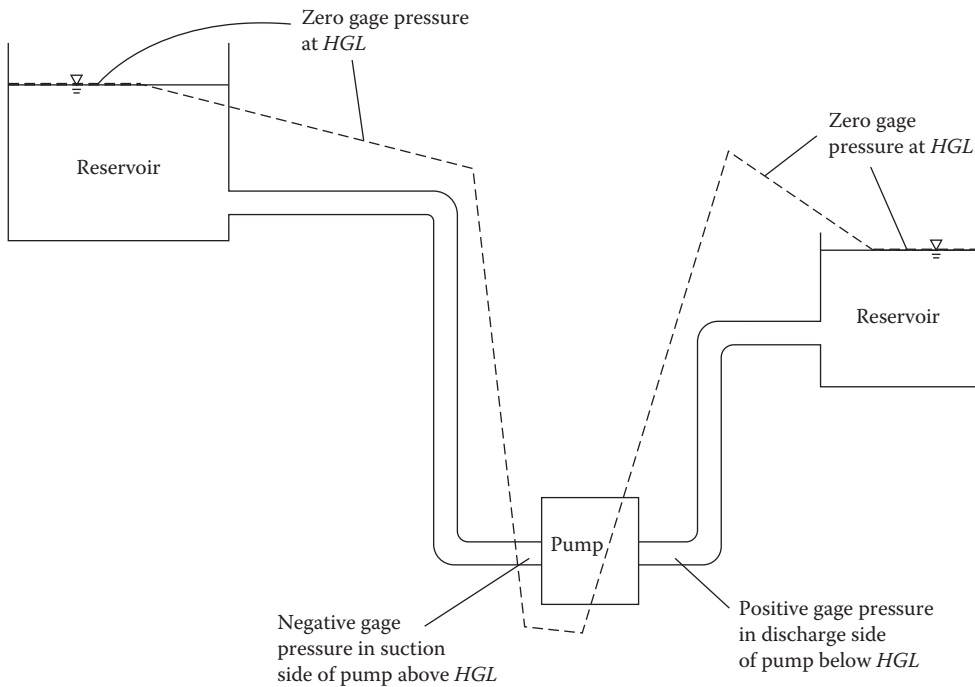 Zero gage pressure
at HGL
Reservoir
Zero gage
pressure at HGL
Reservoir
Pump
Negative gage
pressure in suction
side of pump above HGL
Positive gage pressure
in discharge side
of pump below HGL